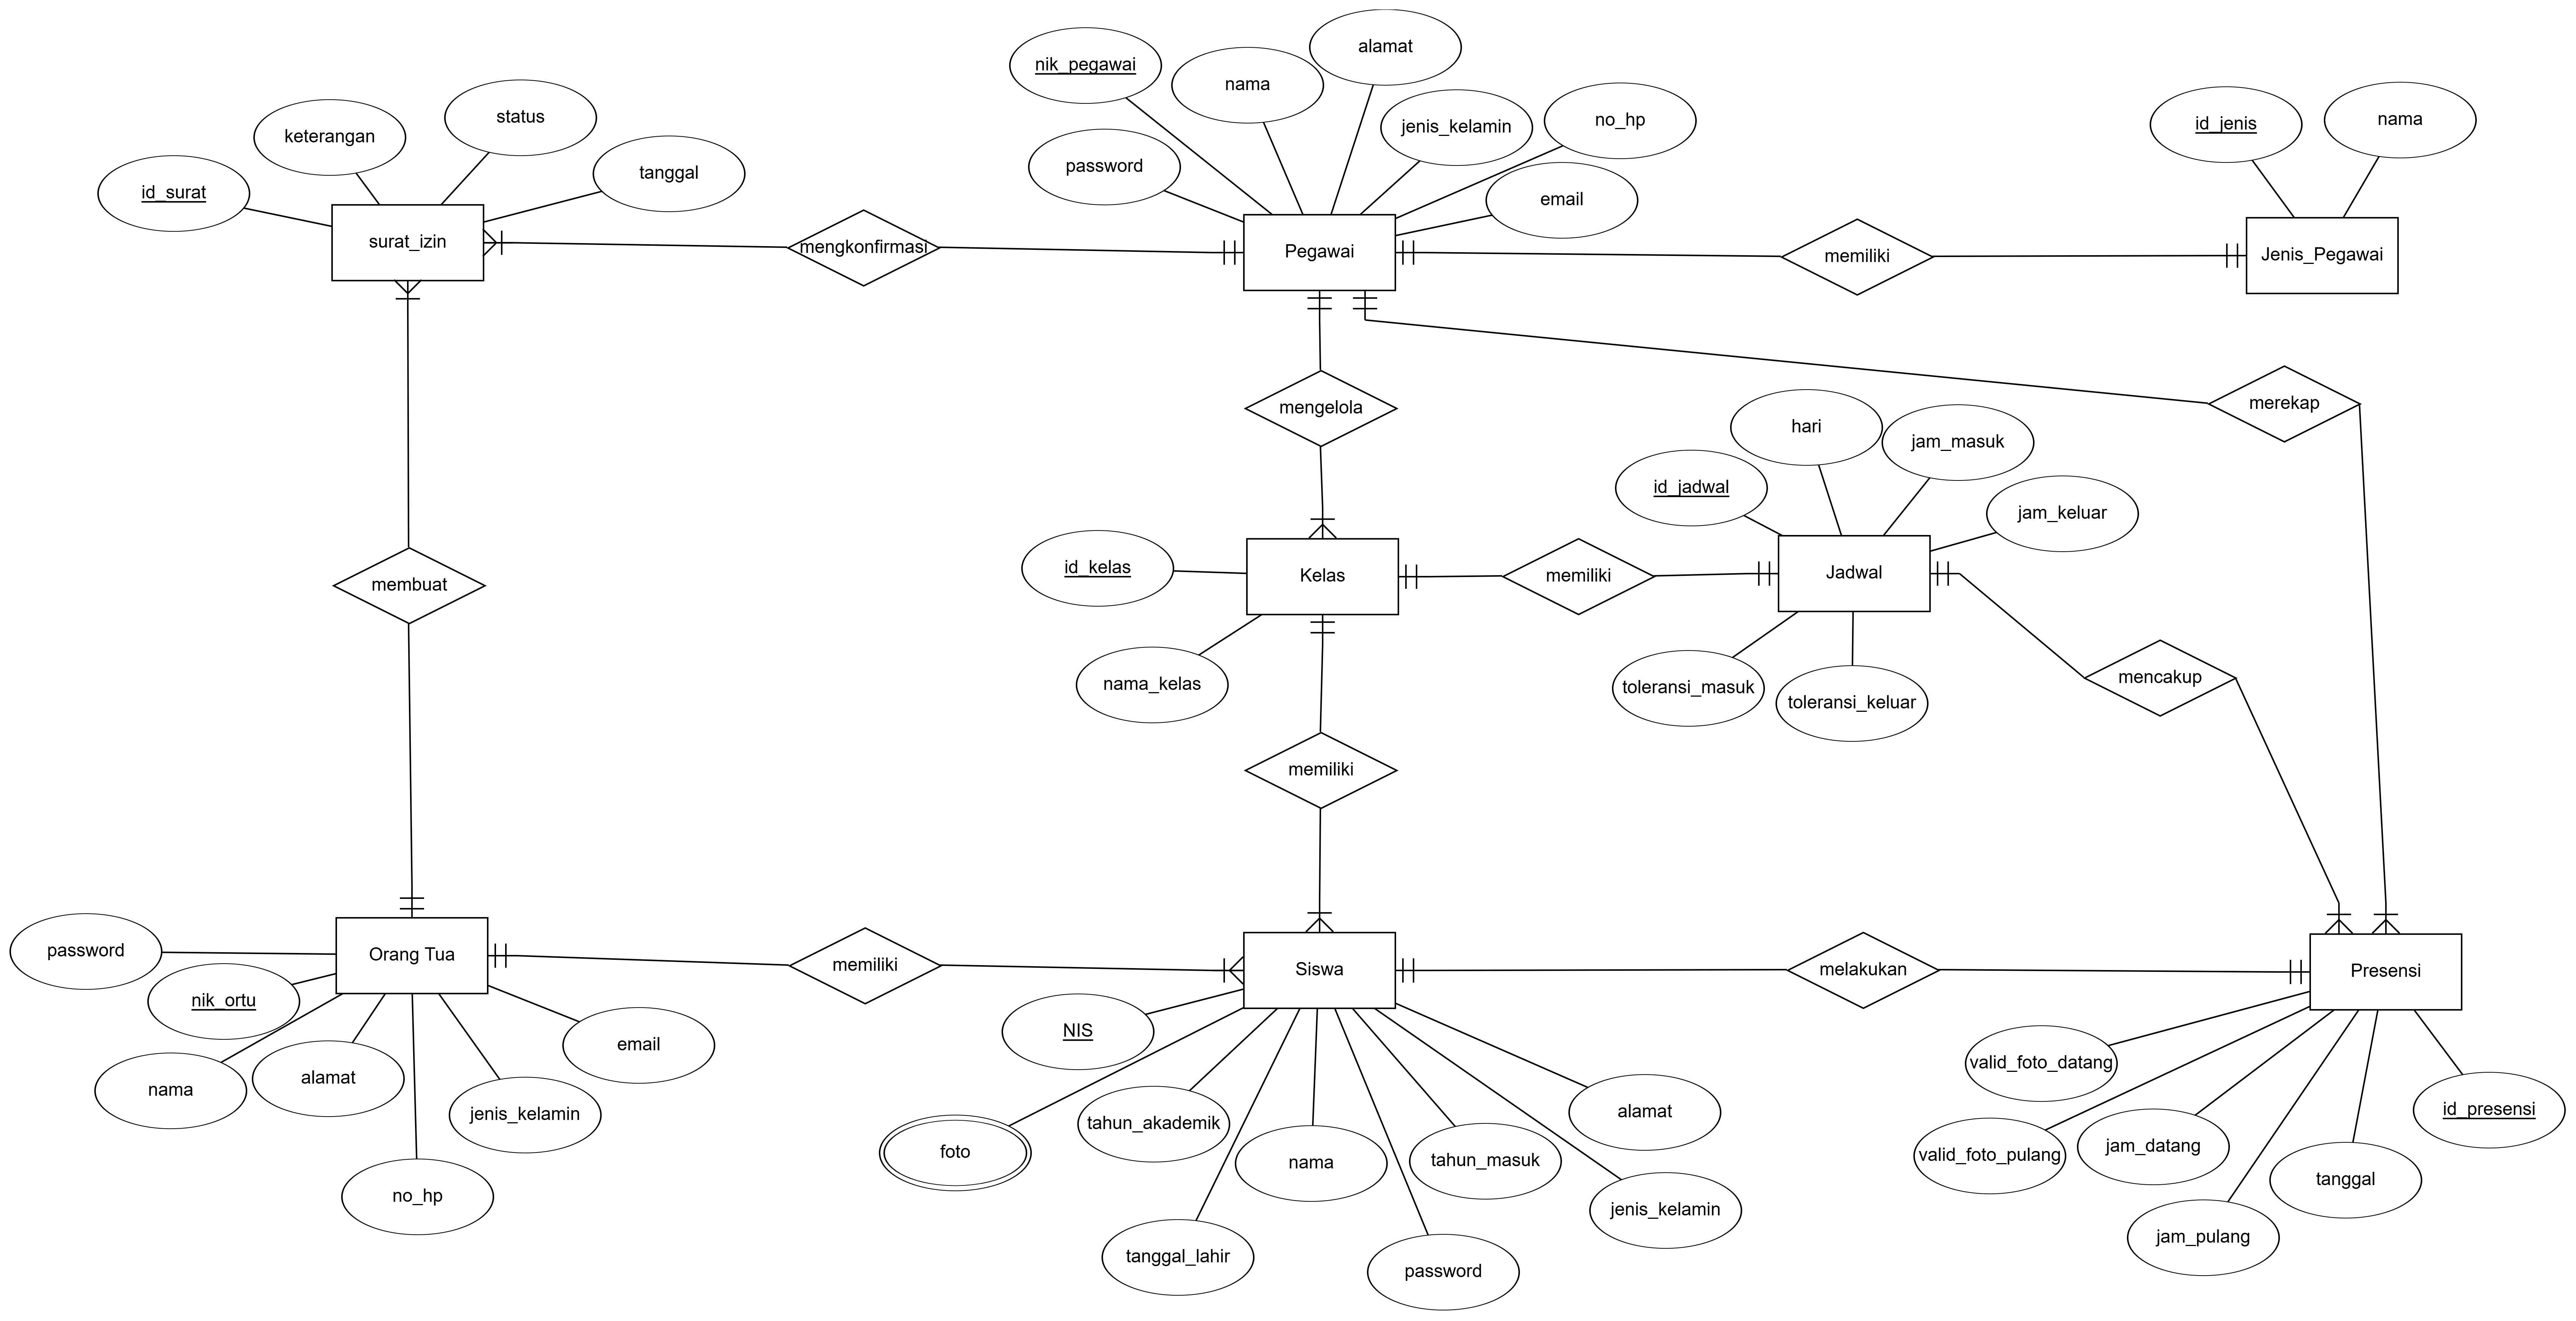 alamat
nik_pegawai
nama
no_hp
jenis_kelamin
password
email
status
keterangan
tanggal
id_surat
id_jenis
nama
surat_izin
mengkonfirmasi
Pegawai
memiliki
Jenis_Pegawai
mengelola
merekap
hari
jam_masuk
id_jadwal
jam_keluar
id_kelas
Kelas
memiliki
Jadwal
membuat
nama_kelas
toleransi_masuk
toleransi_keluar
mencakup
memiliki
password
Orang Tua
memiliki
Siswa
melakukan
Presensi
nik_ortu
NIS
email
nama
alamat
jenis_kelamin
no_hp
foto
tahun_akademik
nama
tahun_masuk
alamat
jenis_kelamin
tanggal_lahir
password
valid_foto_datang
valid_foto_pulang
jam_datang
id_presensi
tanggal
jam_pulang